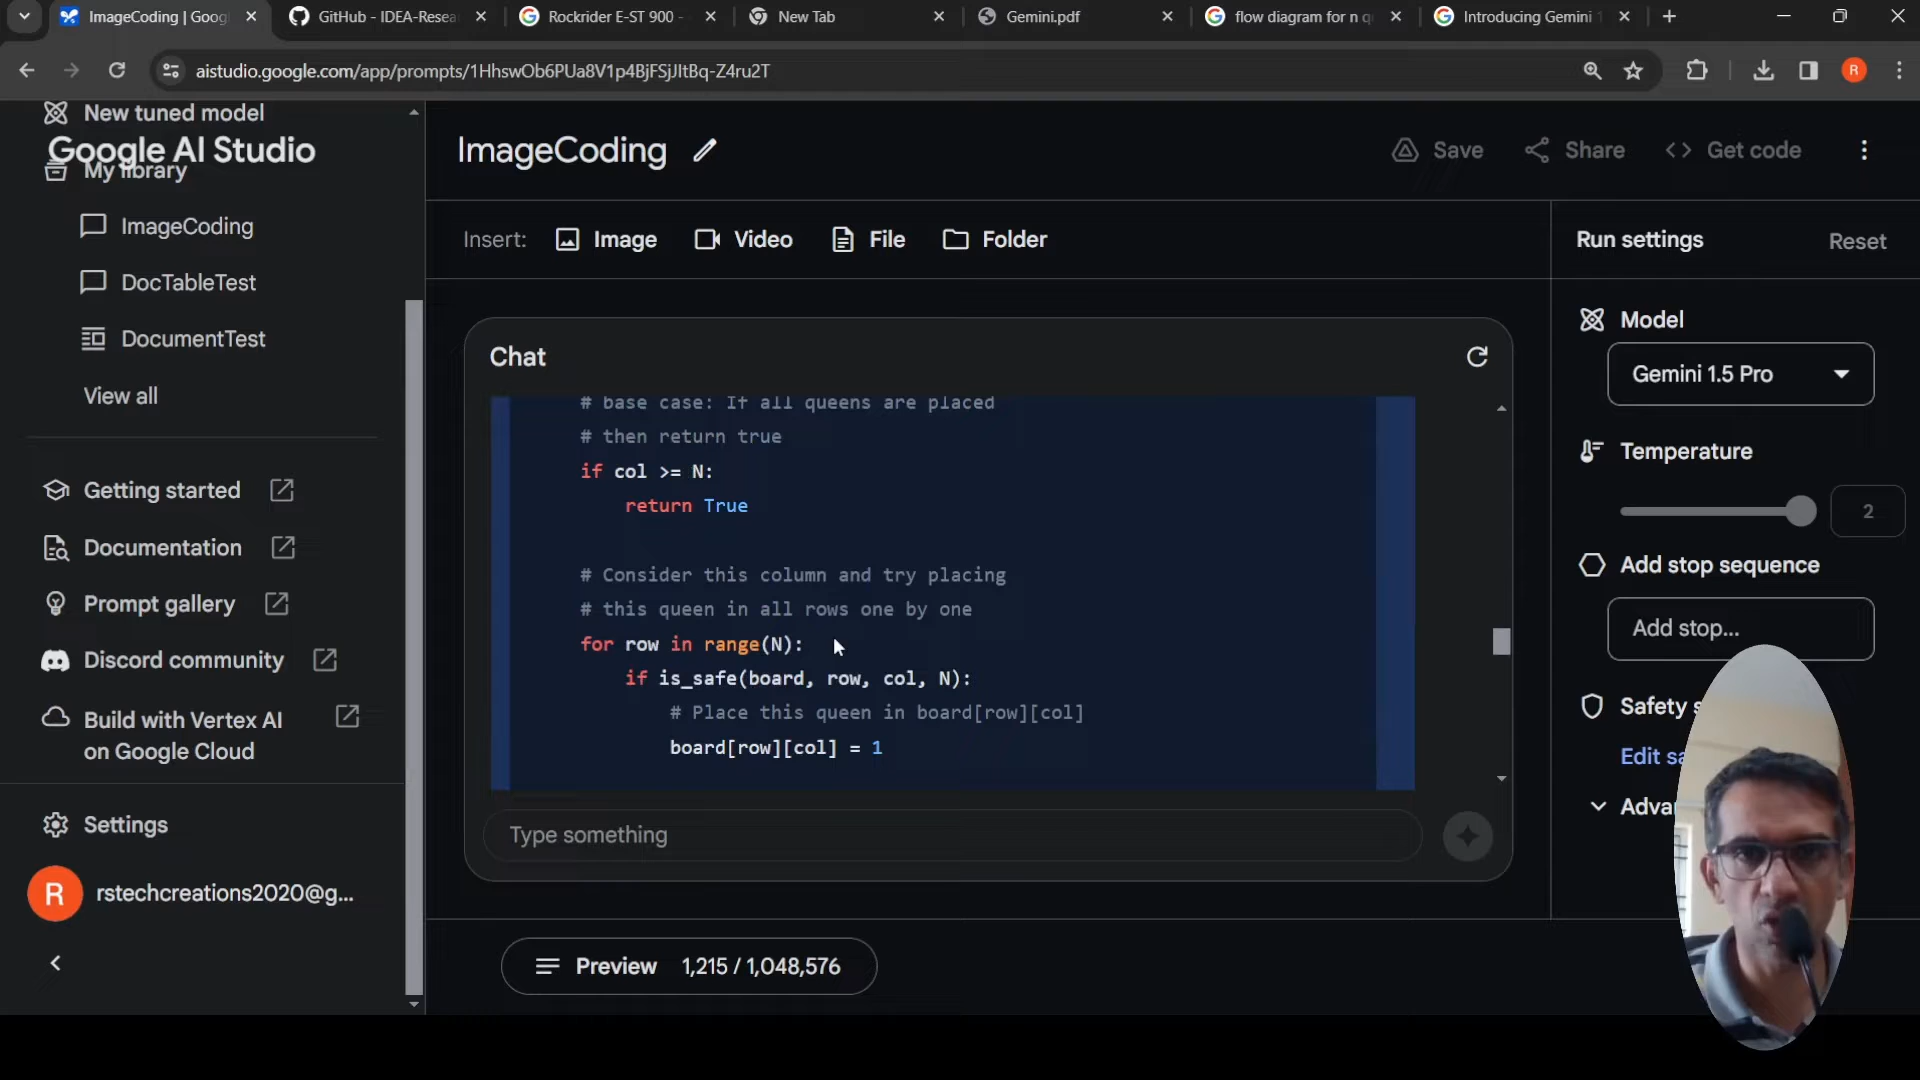 ImageCoding | Goog
GitHub - IDEA-Resea
Rockrider E-ST 900 -
New Tab
Gemini.pdf
flow diagram for n q
Introducing Gemini 1
aistudio.google.com/app/prompts/1HhswOb6PUa8V1p4BjFSjJItBq-Z4ru2T
R
New tuned model
Google AI Studio
My library
ImageCoding
DocTableTest
DocumentTest
View all
Getting started
Documentation
Prompt gallery
Discord community
Build with Vertex AI
on Google Cloud
Settings
R
rstechcreations2020@g...
ImageCoding
Save
Share
Get code
Insert:
Image
Video
File
Folder
Chat
# base case: If all queens are placed
# then return true
if col >= N:
return True
# Consider this column and try placing
# this queen in all rows one by one
for row in range(N):
if is_safe(board, row, col, N):
# Place this queen in board[row][col]
board[row][col] = 1
Type something
Preview 1,215 / 1,048,576
Run settings
Reset
Model
Gemini 1.5 Pro
Temperature
2
Add stop sequence
Add stop...
Safety s
Edit sa
Adva